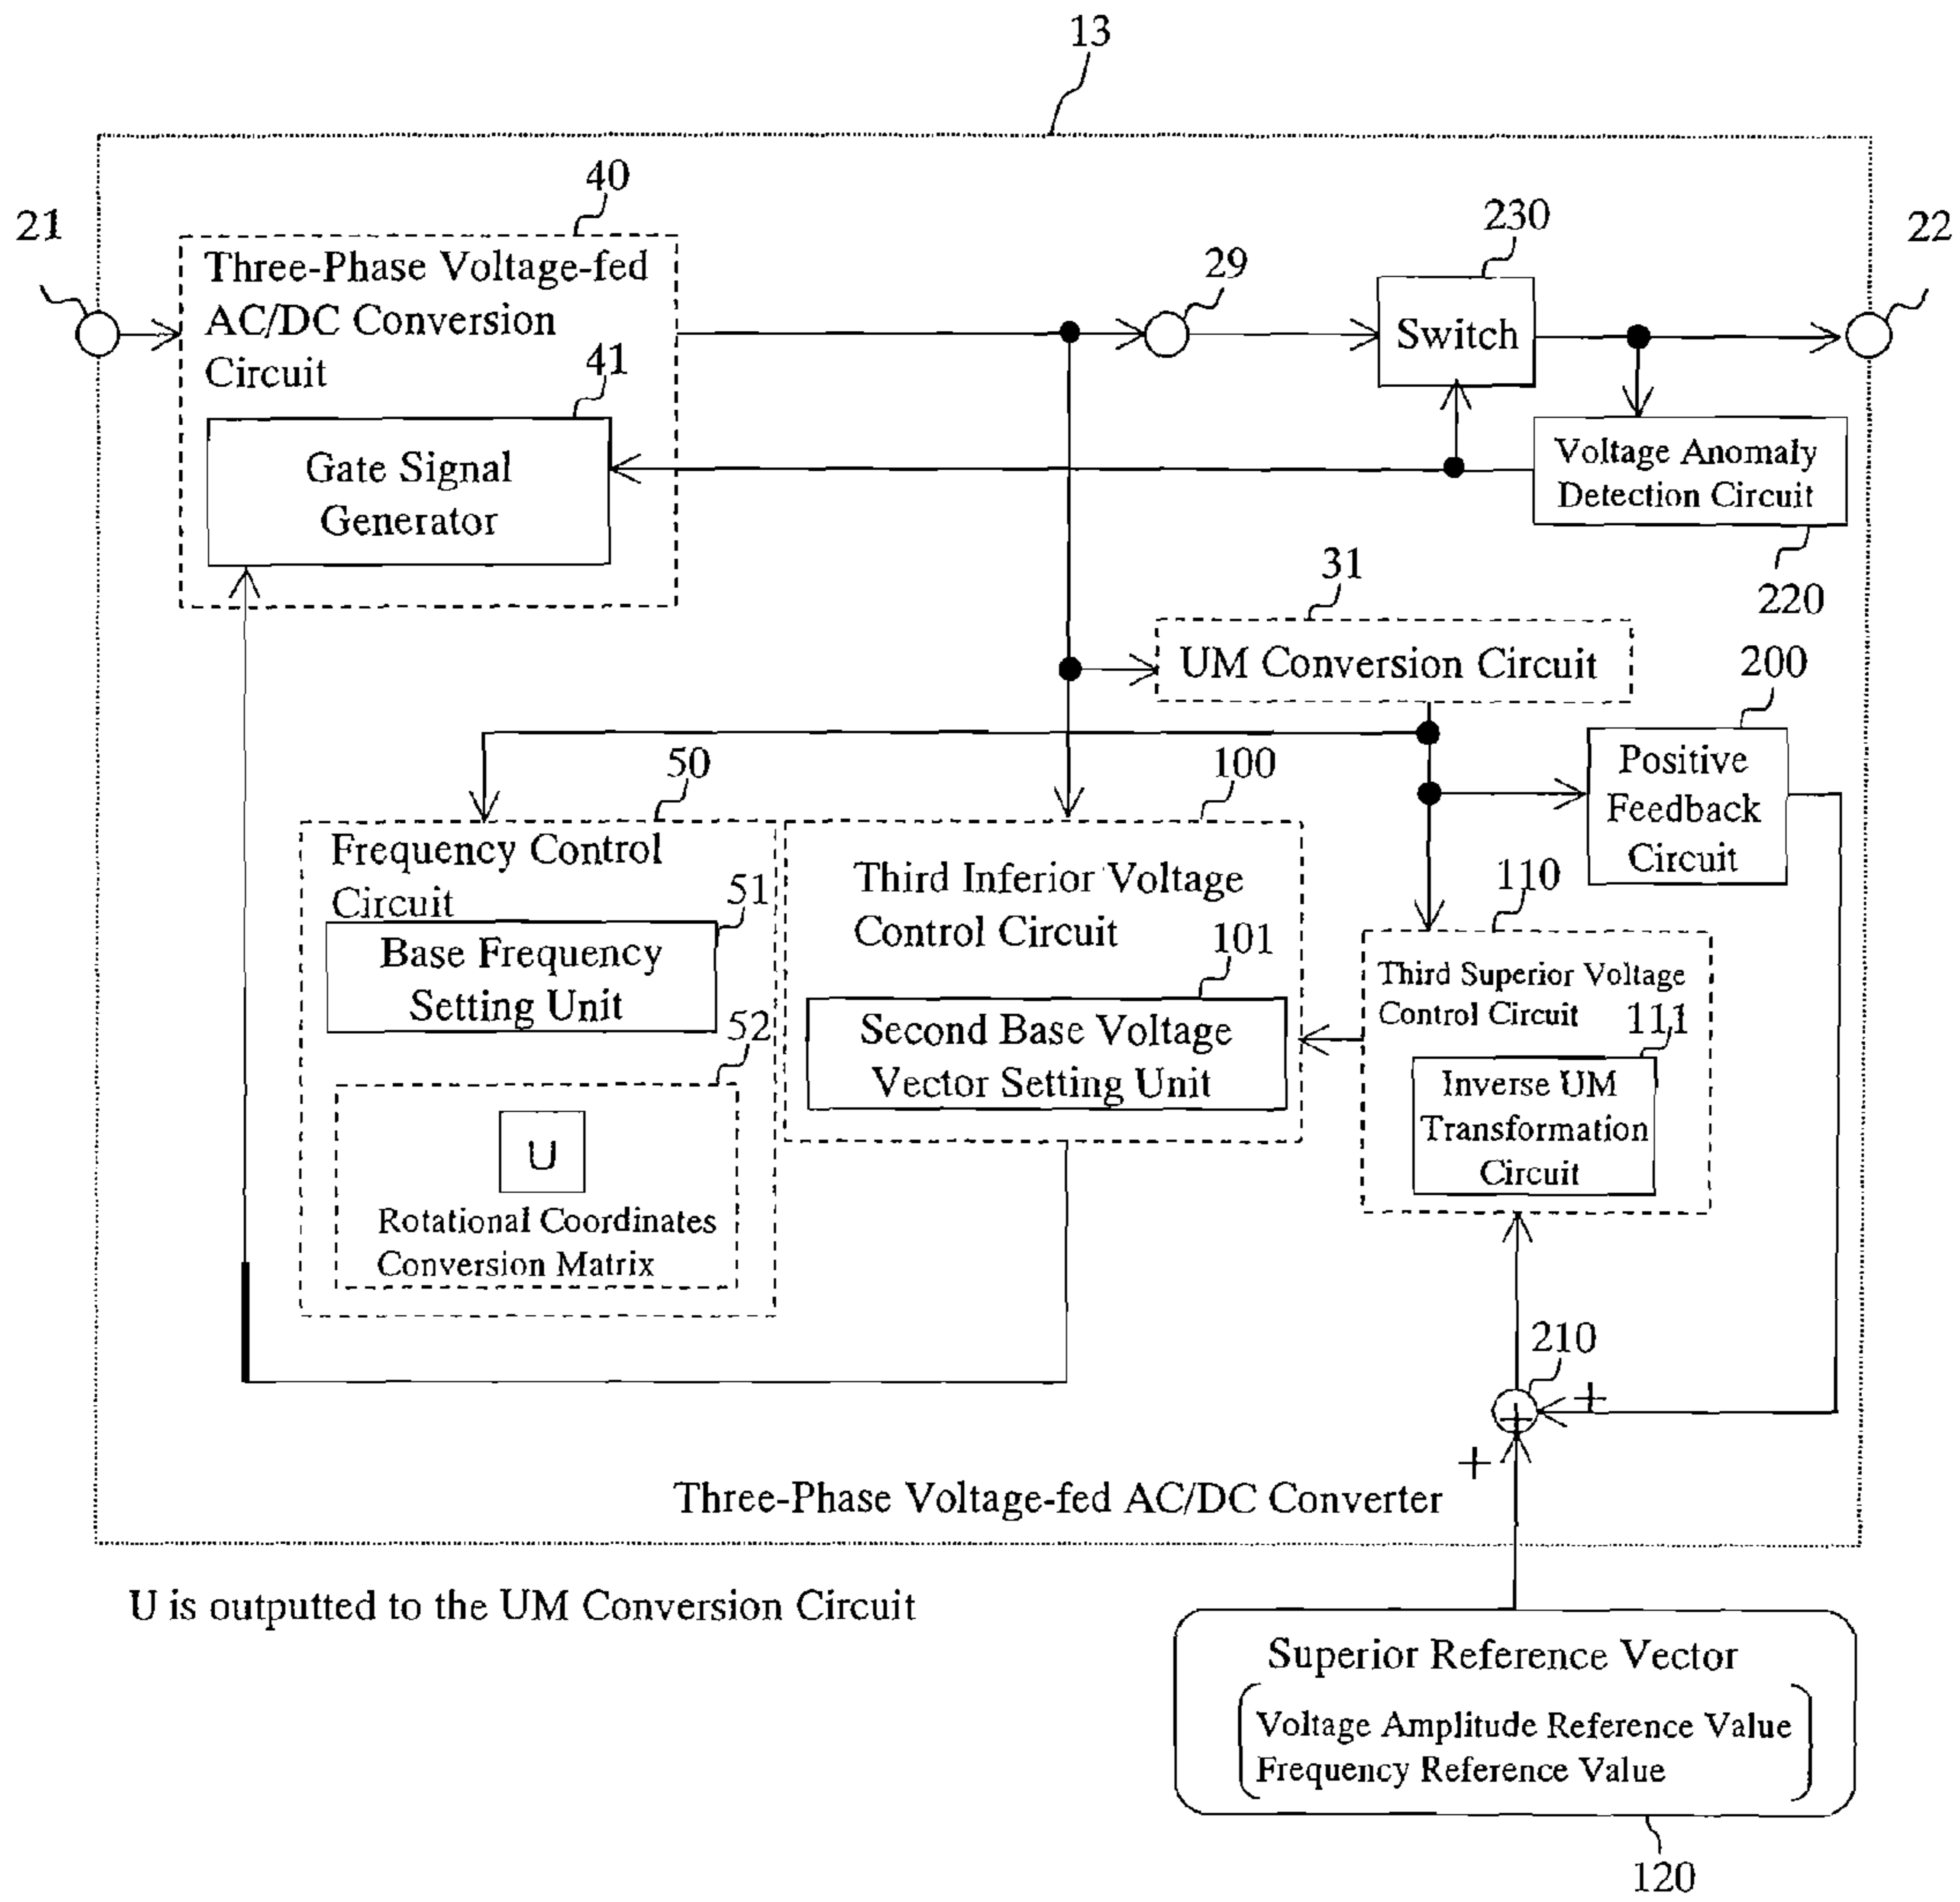 13
40
21
Three-Phase Voltage-fed
AC/DC Conversion
Circuit
41
Gate Signal
Generator
29
230
Switch
22
Voltage Anomaly
Detection Circuit
220
31
UM Conversion Circuit
200
Positive
Feedback
Circuit
50
Frequency Control
Circuit
51
Base Frequency
Setting Unit
52
U
Rotational Coordinates
Conversion Matrix
100
Third Inferior Voltage
Control Circuit
101
Second Base Voltage
Vector Setting Unit
110
Third Superior Voltage
Control Circuit
111
Inverse UM
Transformation
Circuit
210
+
+
+
Three-Phase Voltage-fed AC/DC Converter
U is outputted to the UM Conversion Circuit
Superior Reference Vector
Voltage Amplitude Reference Value
Frequency Reference Value
120